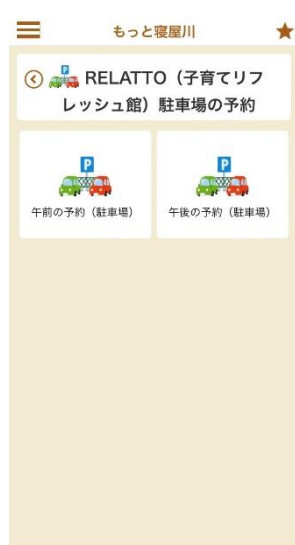 もっと寝屋川
RELATTO（子育てリフ
レッシュ館）駐車場の予約
P
P
P
午前の予約（駐車場）
午後の予約（駐車場）